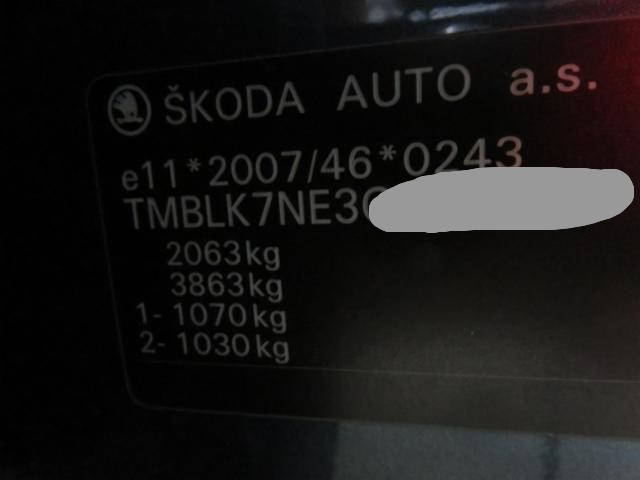 ŠKODA AUTO a.s.
e11*2007/46*0243
TMBLK7NE3
2063kg
3863kg
1- 1070kg
2- 1030kg